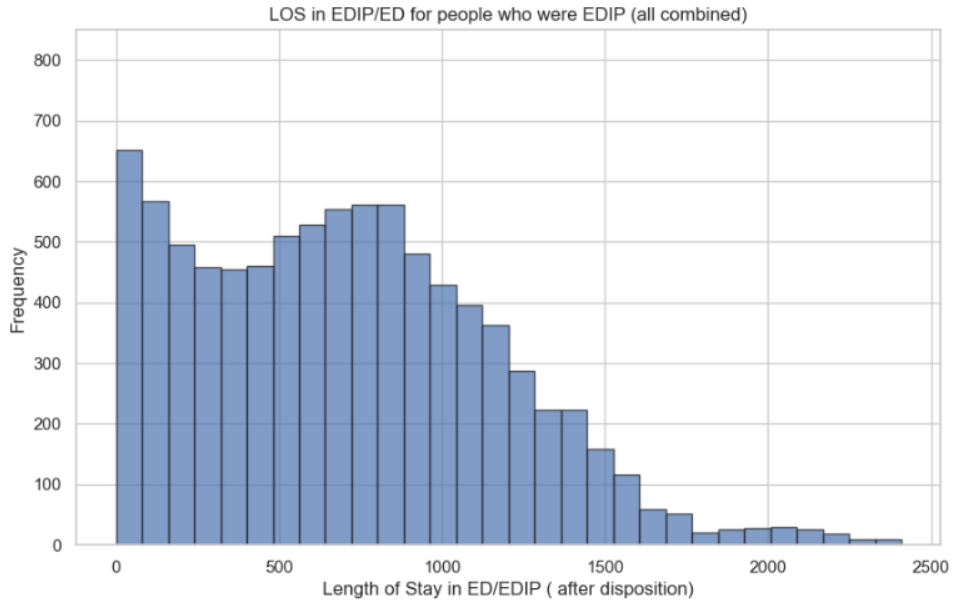 LOS in EDIP/ED for people who were EDIP (all combined)
800
700
600
500
400
300
200
100
0
Frequency
0 500 1000 1500 2000 2500
Length of Stay in ED/EDIP ( after disposition)